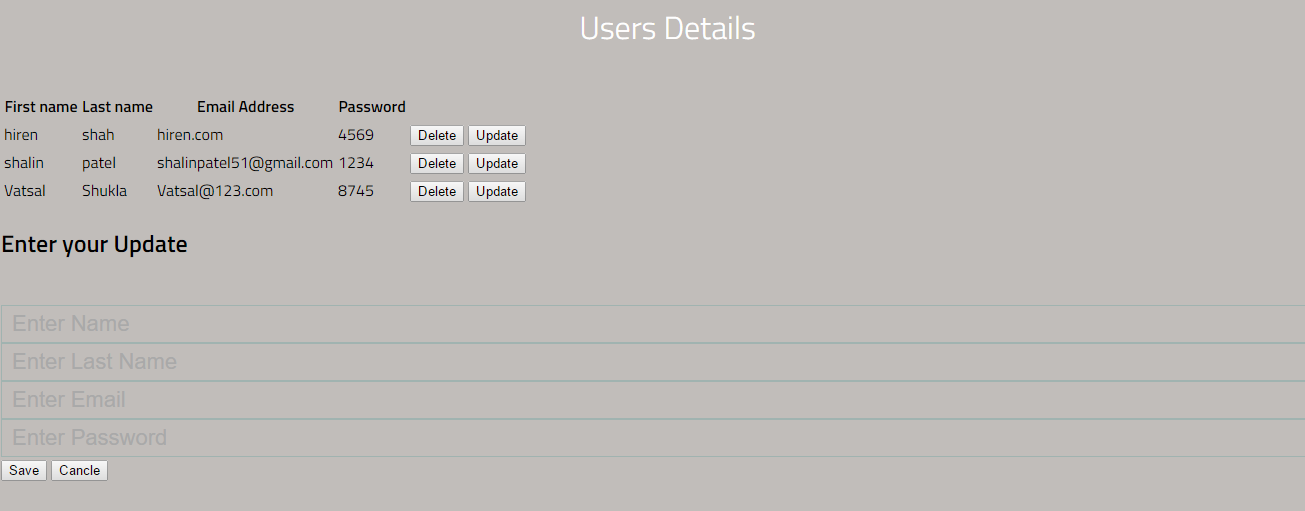 Users Details
First name Last name Email Address Password
hiren shah hiren.com 4569 Delete Update
shalin patel shalinpatel51@gmail.com 1234 Delete Update
Vatsal Shukla Vatsal@123.com 8745 Delete Update
Enter your Update
Enter Name
Enter Last Name
Enter Email
Enter Password
Save Cancle